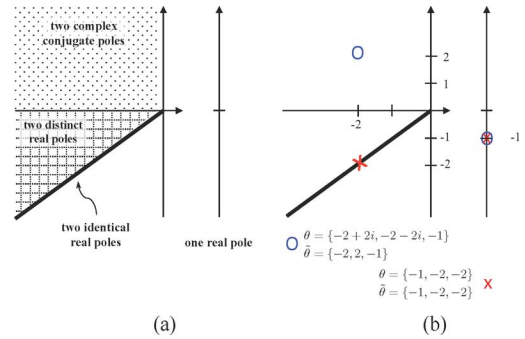 two complex
conjugate poles
two distinct
real poles
two identical
real poles
one real pole
(a)
2
1
-2
-1
-2
-1
O θ = {−2 + 2i, −2 − 2i, −1}
θ̃ = {−2, 2, −1}
θ = {−1, −2, −2}
θ̃ = {−1, −2, −2}
x
(b)